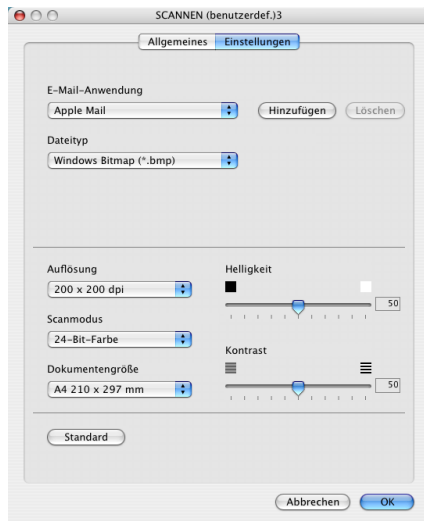 SCANNEN (benutzerdef.)3
Allgemeines Einstellungen
E-Mail-Anwendung
Apple Mail Hinzufügen Löschen
Dateityp
Windows Bitmap (*.bmp)
Auflösung
200 x 200 dpi
Scanmodus
24-Bit-Farbe
Dokumentengröße
A4 210 x 297 mm
Helligkeit
50
Kontrast
50
Standard
Abbrechen OK